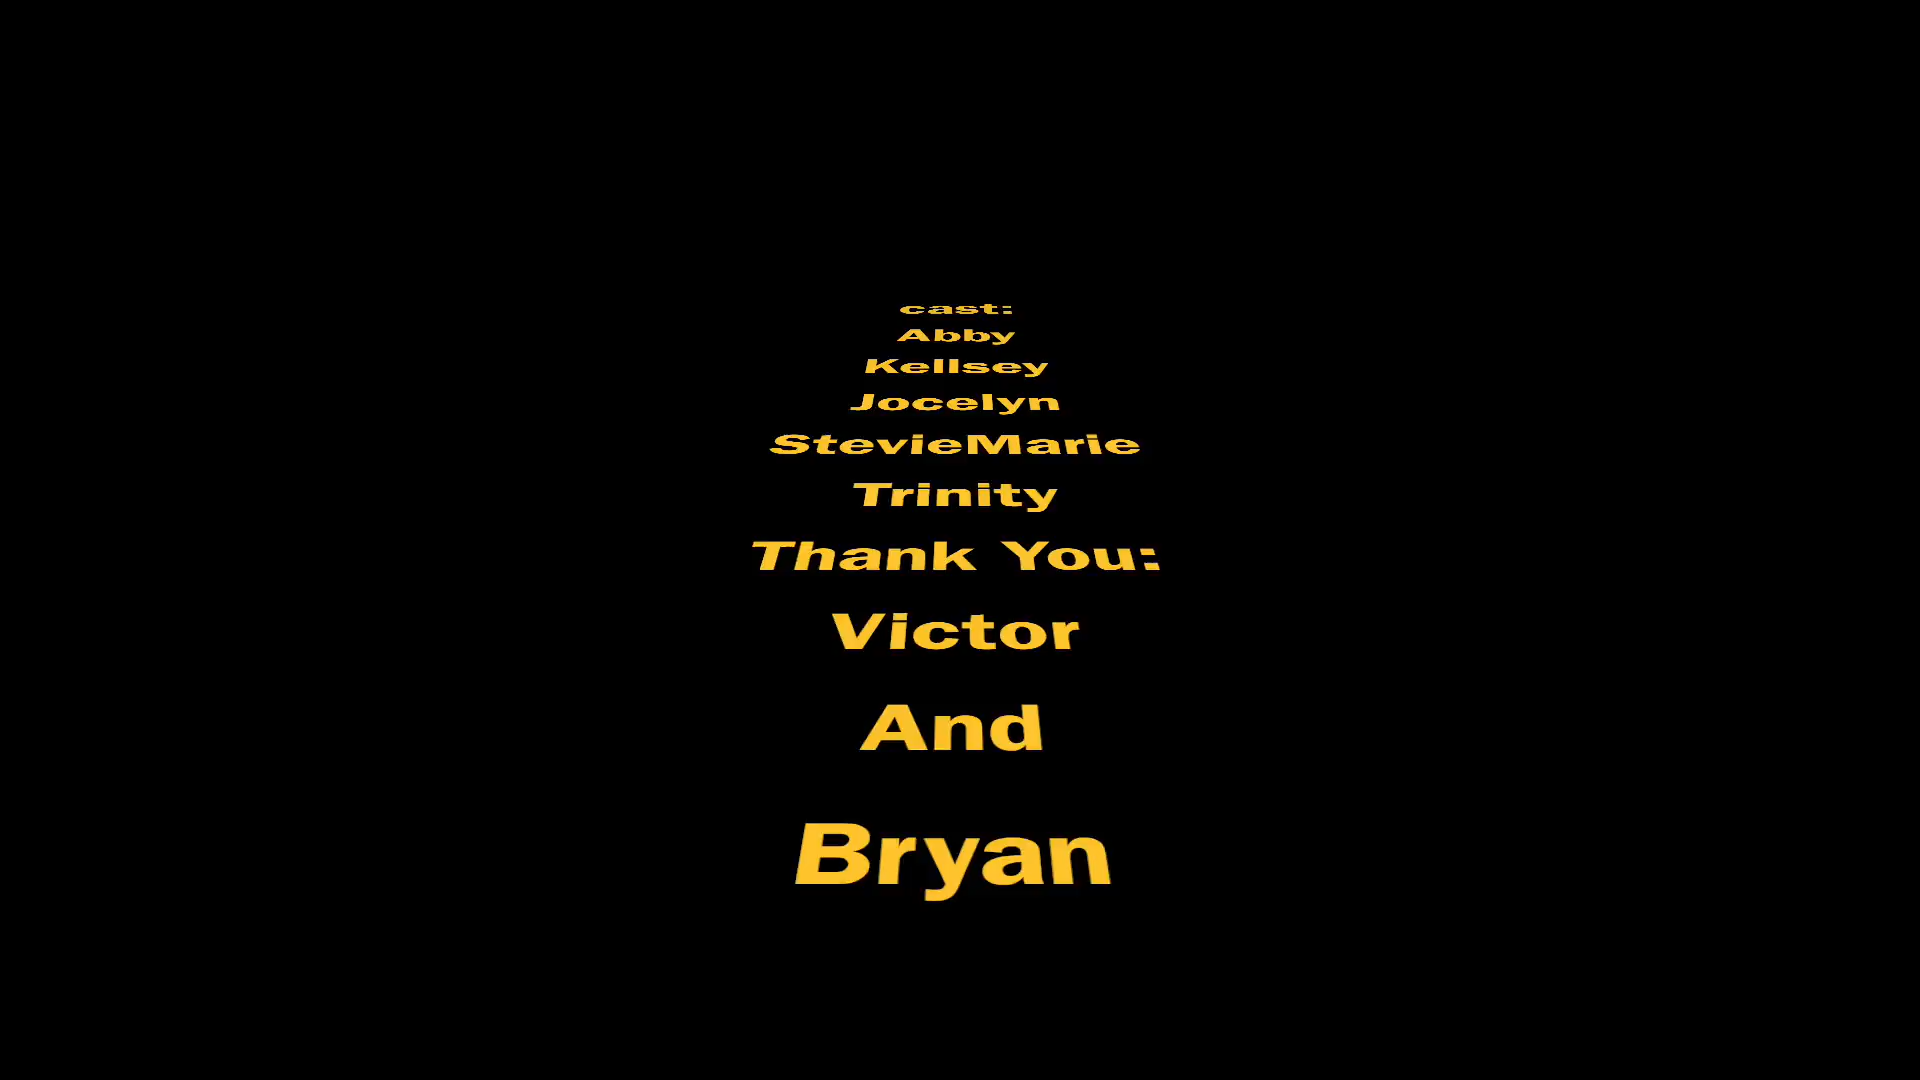 cast:
Abby
Kellsey
Jocelyn
StevieMarie
Trinity
Thank You:
Victor
And
Bryan